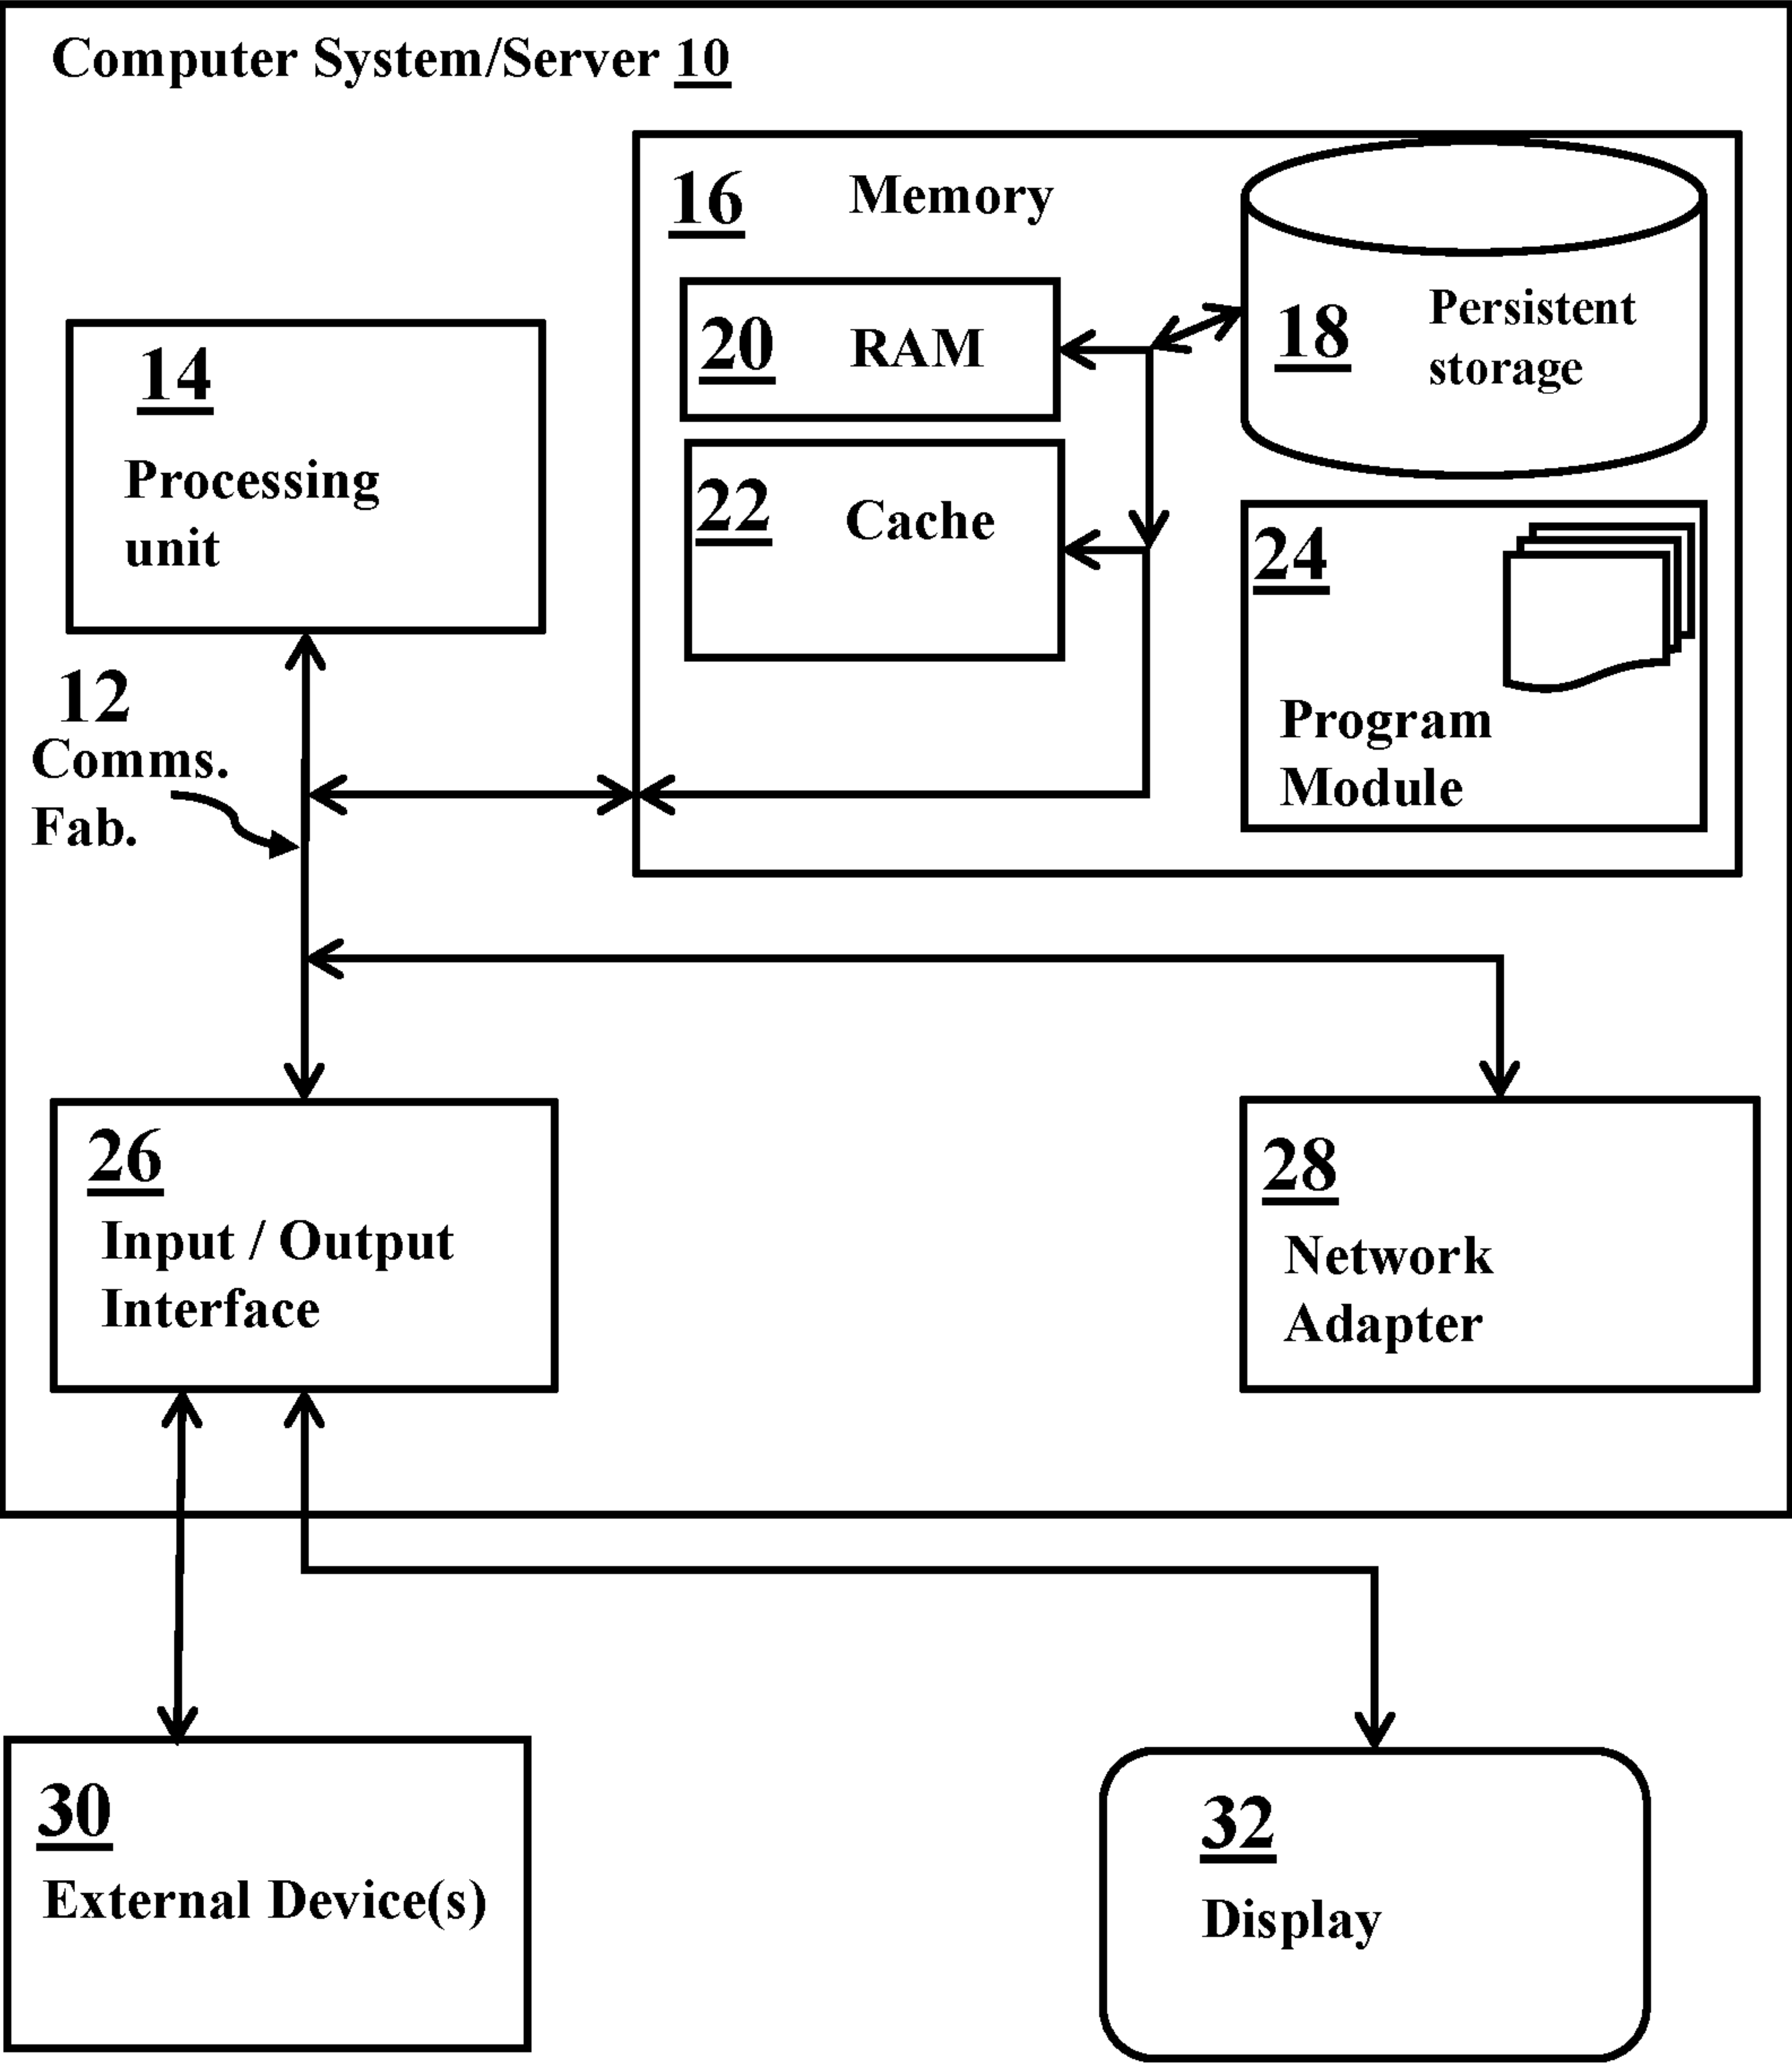 Computer System/Server 10
16 Memory
20 RAM
18 Persistent
storage
14
Processing
unit
22 Cache
24
Program
Module
12
Comms.
Fab.
26
Input / Output
Interface
28
Network
Adapter
30
External Device(s)
32
Display